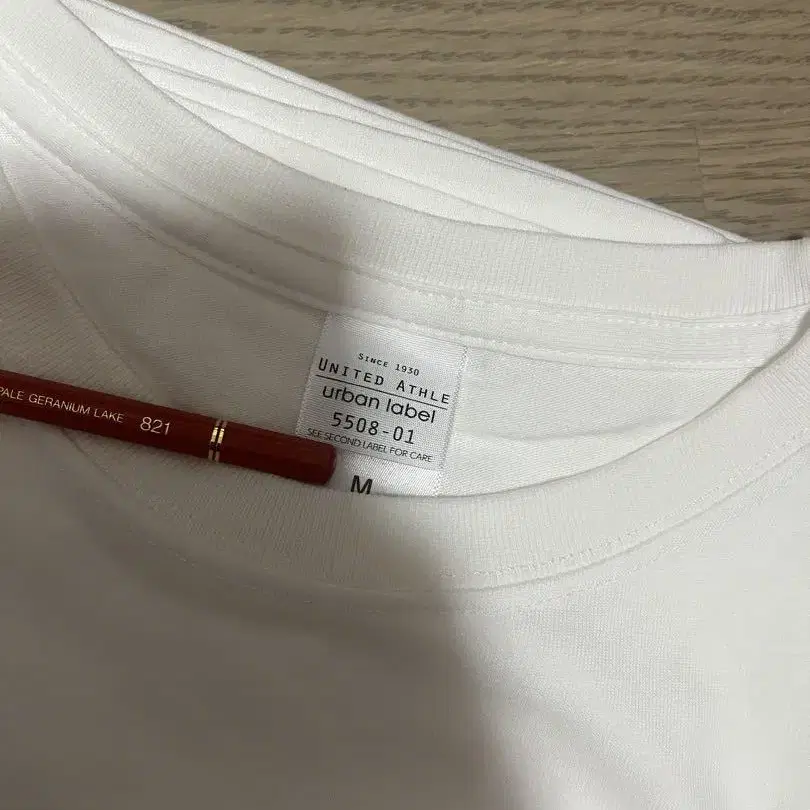 SINCE 1930
UNITED ATHLE
urban label
5508-01
SEE SECOND LABEL FOR CARE
M
PALE GERANIUM LAKE 821